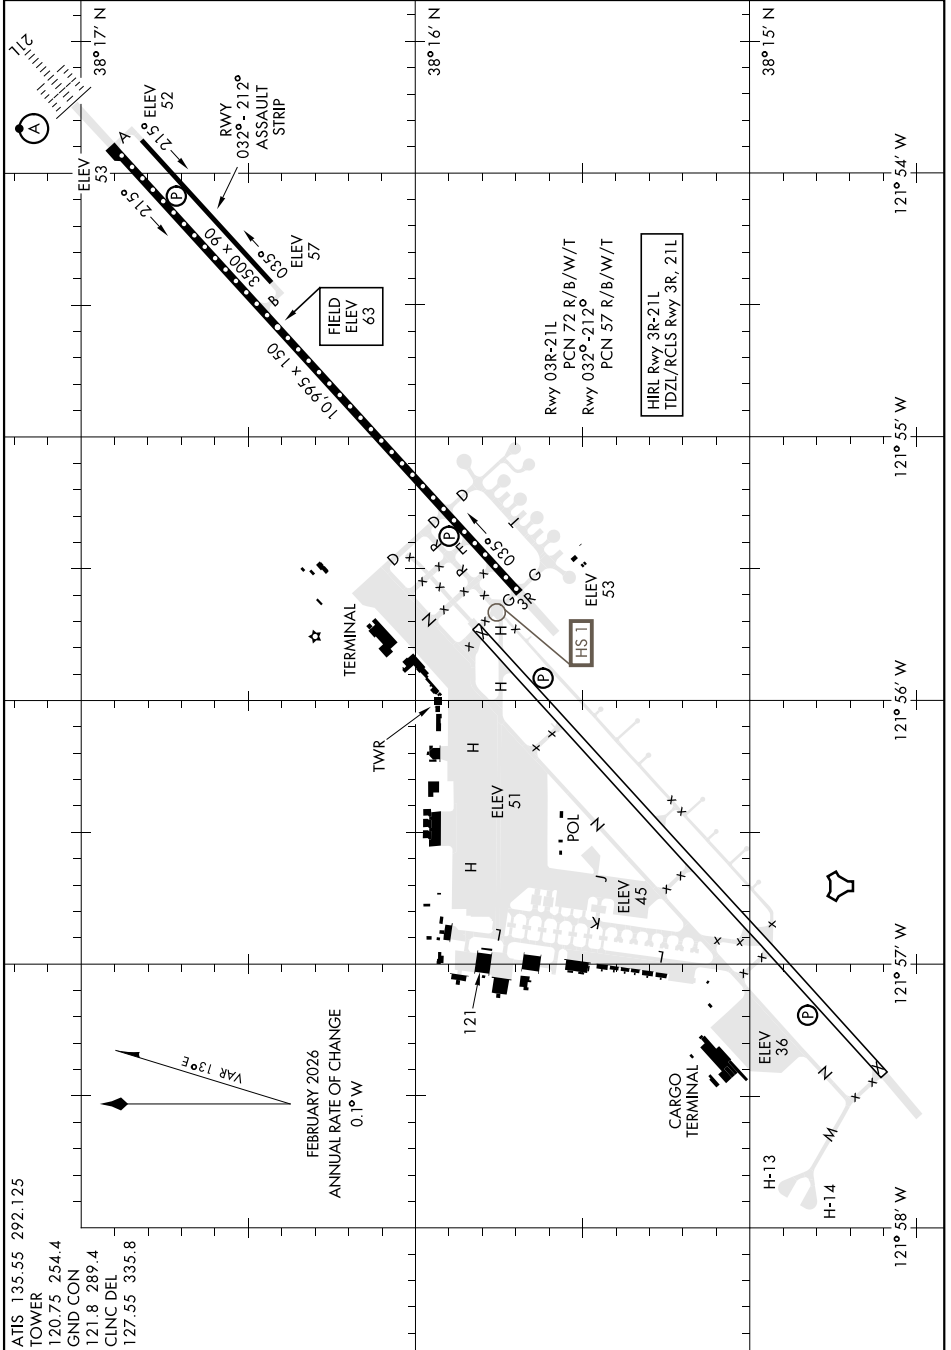 ATIS 135.55 292.125
TOWER
120.75 254.4
GND CON
121.8 289.4
CLNC DEL
127.55 335.8
VAR 13° E
FEBRUARY 2026
ANNUAL RATE OF CHANGE
0.1° W
38°17' N
38°16' N
38°15' N
121°54' W
121°55' W
121°56' W
121°57' W
121°58' W
21L
A
A
ELEV
53
215°
215°
ELEV
52
RWY
032°-212°
ASSAULT
STRIP
P
3500 x 90
035°
ELEV
57
B
FIELD
ELEV
63
10,995 x 150
Rwy 03R-21L
PCN 72 R/B/W/T
Rwy 032°-212°
PCN 57 R/B/W/T
HIRL Rwy 3R-21L
TDZL/RCLS Rwy 3R, 21L
D
D
D
R
E
R
P
T
035°
G
G
3R
ELEV
53
N
H
H
HS 1
P
TERMINAL
TWR
H
H
ELEV
51
POL
N
J
ELEV
45
K
L
L
121
CARGO
TERMINAL
ELEV
36
P
N
W
H-13
H-14